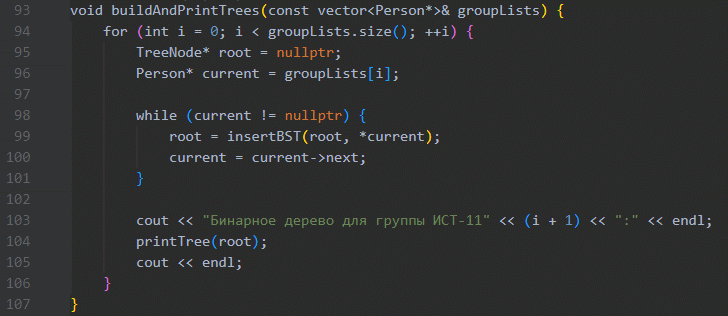 93 void buildAndPrintTrees(const vector<Person*>& groupLists) {
94     for (int i = 0; i < groupLists.size(); ++i) {
95         TreeNode* root = nullptr;
96         Person* current = groupLists[i];
97
98         while (current != nullptr) {
99             root = insertBST(root, *current);
100             current = current->next;
101         }
102
103         cout << "Бинарное дерево для группы ИСТ-11" << (i + 1) << ":" << endl;
104         printTree(root);
105         cout << endl;
106     }
107 }